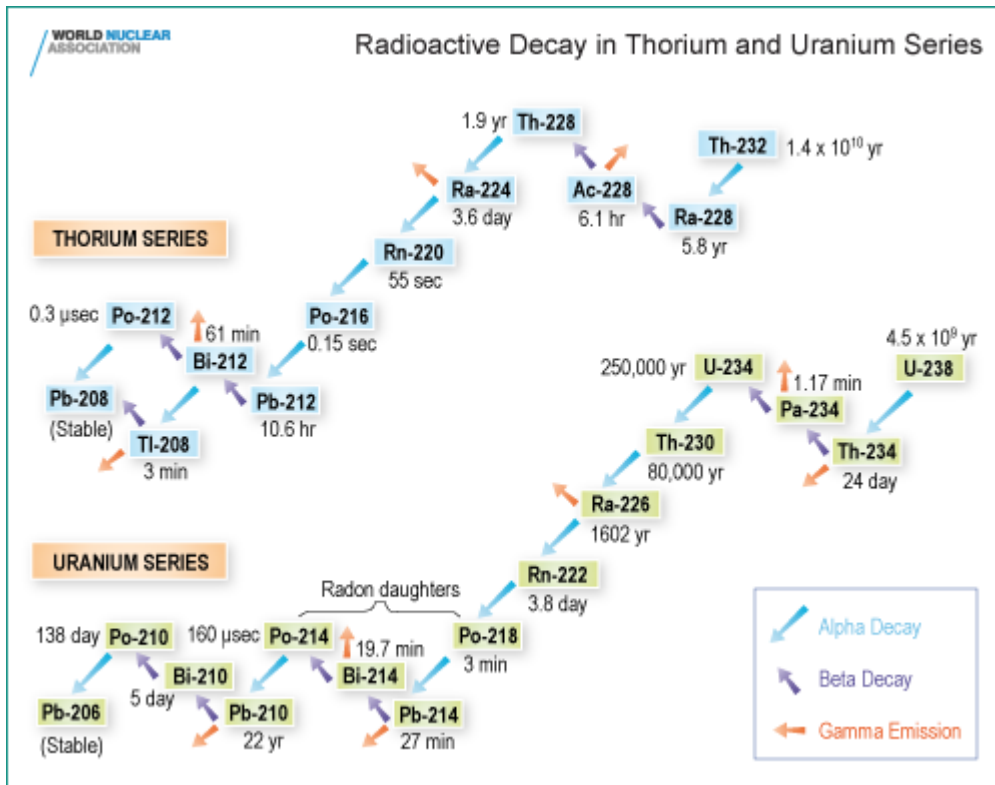 WORLD NUCLEAR
ASSOCIATION
Radioactive Decay in Thorium and Uranium Series
1.9 yr
Th-228
Th-232
1.4 x 10¹⁰ yr
Ra-224
3.6 day
Ac-228
6.1 hr
Ra-228
5.8 yr
THORIUM SERIES
Rn-220
55 sec
0.3 µsec
Po-212
61 min
Bi-212
Po-216
0.15 sec
Pb-208
(Stable)
Pb-212
10.6 hr
Tl-208
3 min
4.5 x 10⁹ yr
250,000 yr
U-234
1.17 min
U-238
Pa-234
Th-230
80,000 yr
Th-234
24 day
Ra-226
1602 yr
URANIUM SERIES
Rn-222
3.8 day
Radon daughters
138 day
Po-210
160 µsec
Po-214
19.7 min
Po-218
3 min
Bi-210
5 day
Bi-214
Pb-206
(Stable)
Pb-210
22 yr
Pb-214
27 min
Alpha Decay
Beta Decay
Gamma Emission